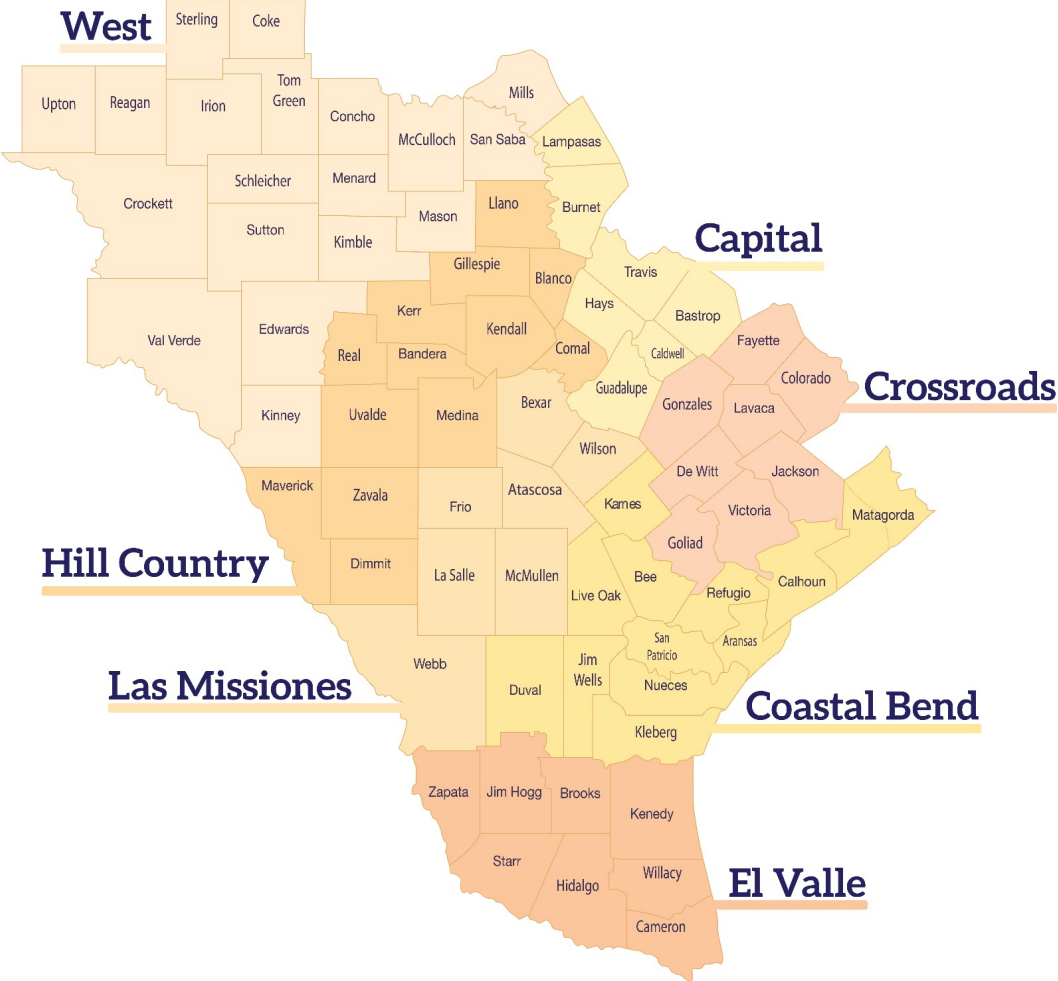 West
Sterling
Coke
Upton
Reagan
Irion
Tom
Green
Concho
McCulloch
San Saba
Mills
Lampasas
Crockett
Schleicher
Menard
Sutton
Kimble
Mason
Llano
Burnet
Capital
Gillespie
Blanco
Travis
Hays
Bastrop
Val Verde
Edwards
Kerr
Real
Bandera
Kendall
Comal
Caldwell
Guadalupe
Fayette
Colorado
Crossroads
Kinney
Uvalde
Medina
Bexar
Gonzales
Lavaca
Wilson
Maverick
Zavala
Frio
Atascosa
Karnes
De Witt
Jackson
Victoria
Matagorda
Goliad
Hill Country
Dimmit
La Salle
McMullen
Live Oak
Bee
Refugio
Calhoun
San
Patricio
Aransas
Las Missiones
Webb
Duval
Jim
Wells
Nueces
Kleberg
Coastal Bend
Zapata
Jim Hogg
Brooks
Kenedy
Starr
Hidalgo
Willacy
Cameron
El Valle